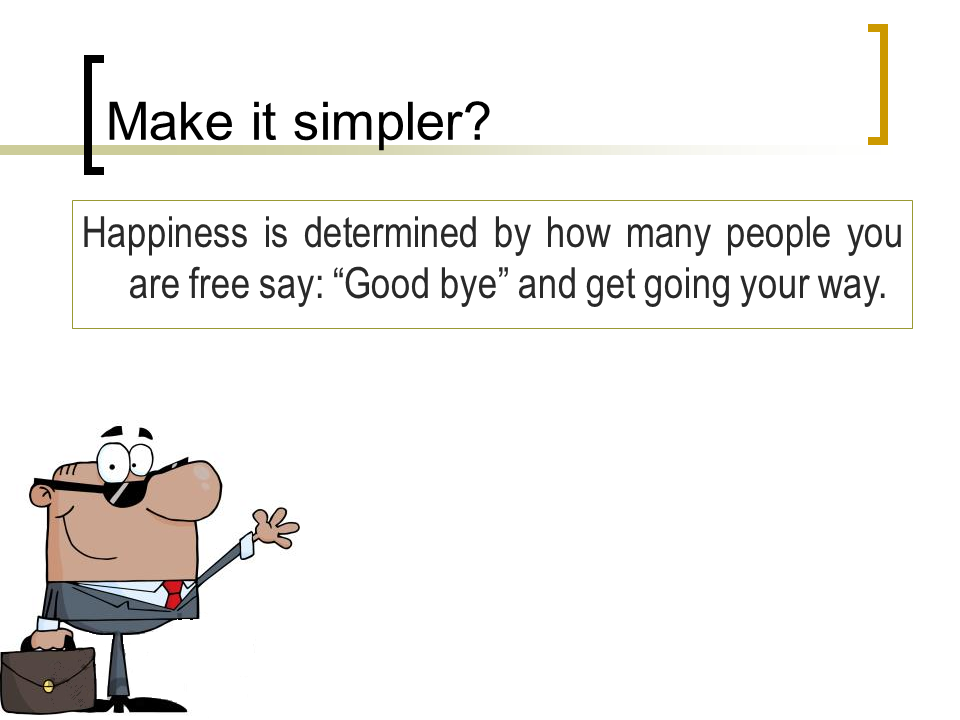 Make it simpler?
Happiness is determined by how many people you
are free say: “Good bye” and get going your way.